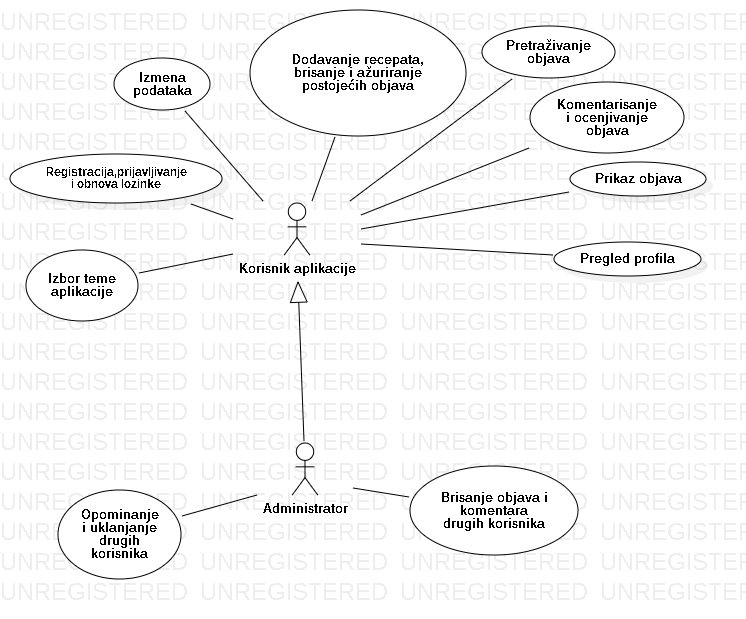 Dodavanje recepata,
brisanje i ažuriranje
postojećih objava
Pretraživanje
objava
Izmena
podataka
Komentarisanje
i ocenjivanje
objava
Registracija,prijavljivanje
i obnova lozinke
Prikaz objava
Korisnik aplikacije
Pregled profila
Izbor teme
aplikacije
Administrator
Opominanje
i uklanjanje
drugih
korisnika
Brisanje objava i
komentara
drugih korisnika
UNREGISTERED